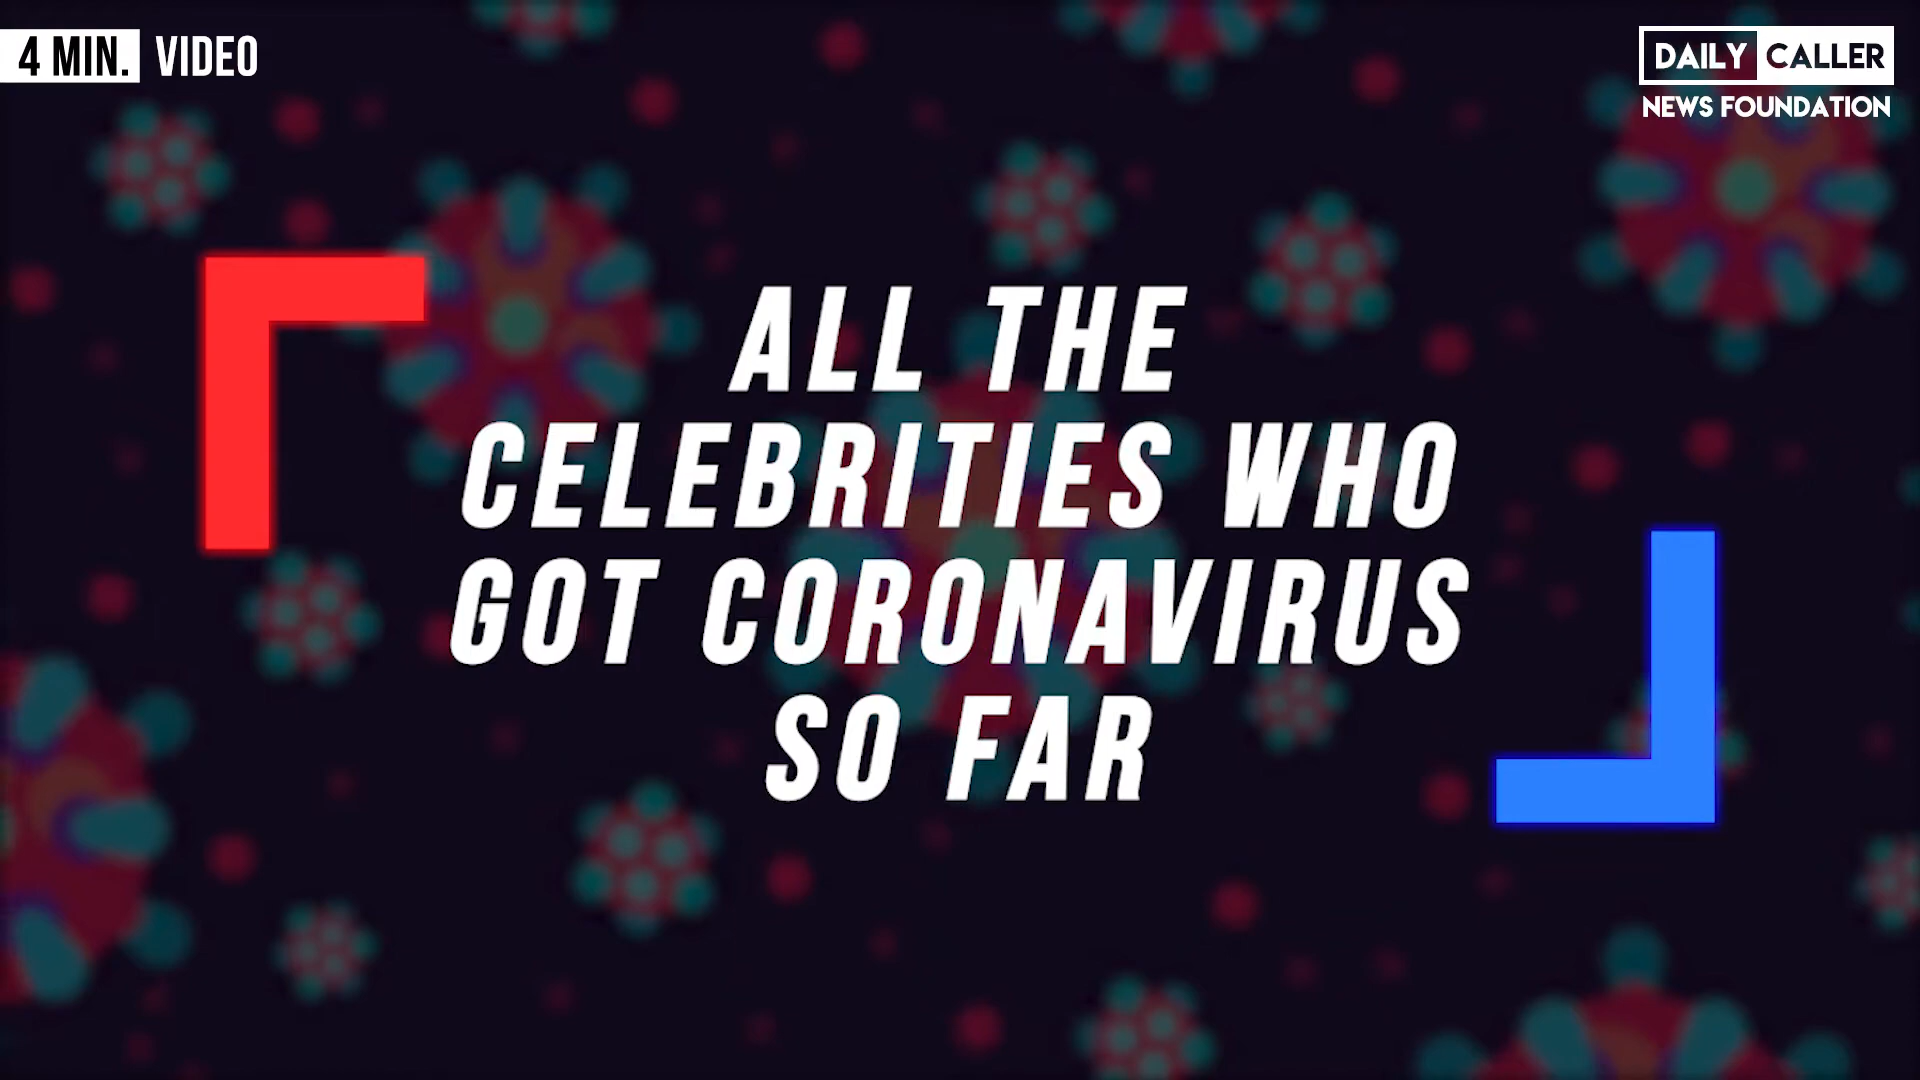 4 MIN. VIDEO
DAILY CALLER
NEWS FOUNDATION
ALL THE
CELEBRITIES WHO
GOT CORONAVIRUS
SO FAR